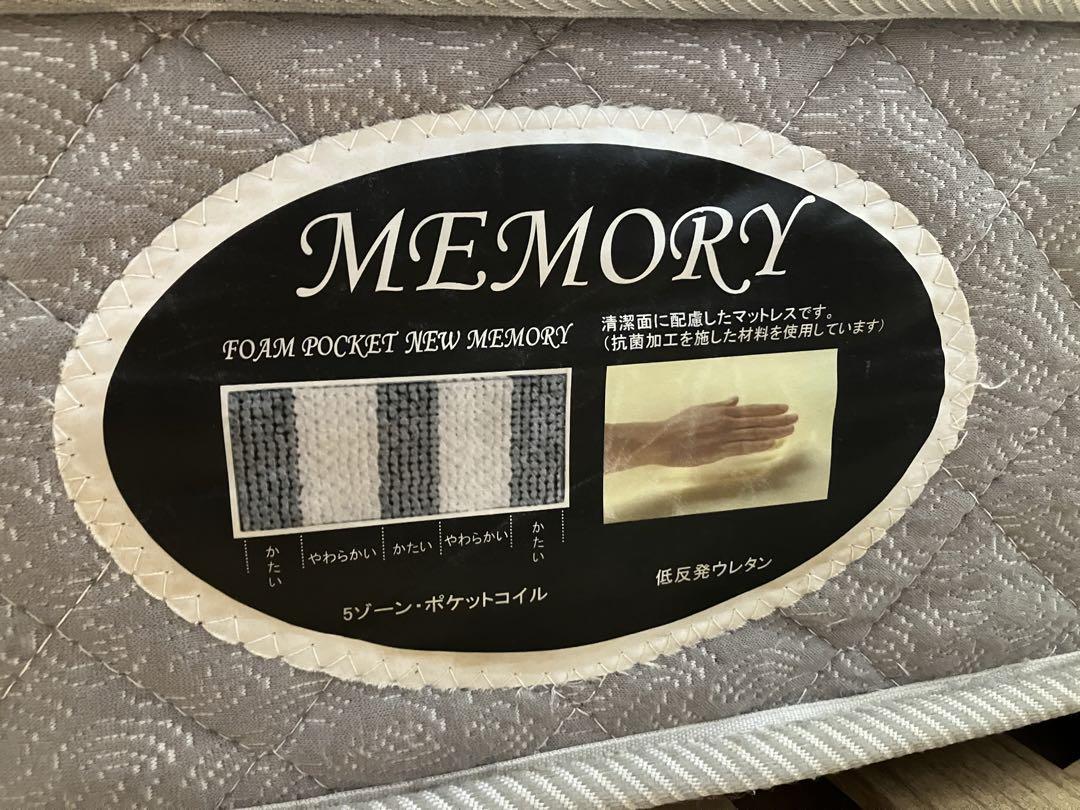 MEMORY
FOAM POCKET NEW MEMORY
清潔面に配慮したマットレスです。
(抗菌加工を施した材料を使用しています)
かたい
やわらかい
かたい
やわらかい
かたい
5ゾーン・ポケットコイル
低反発ウレタン